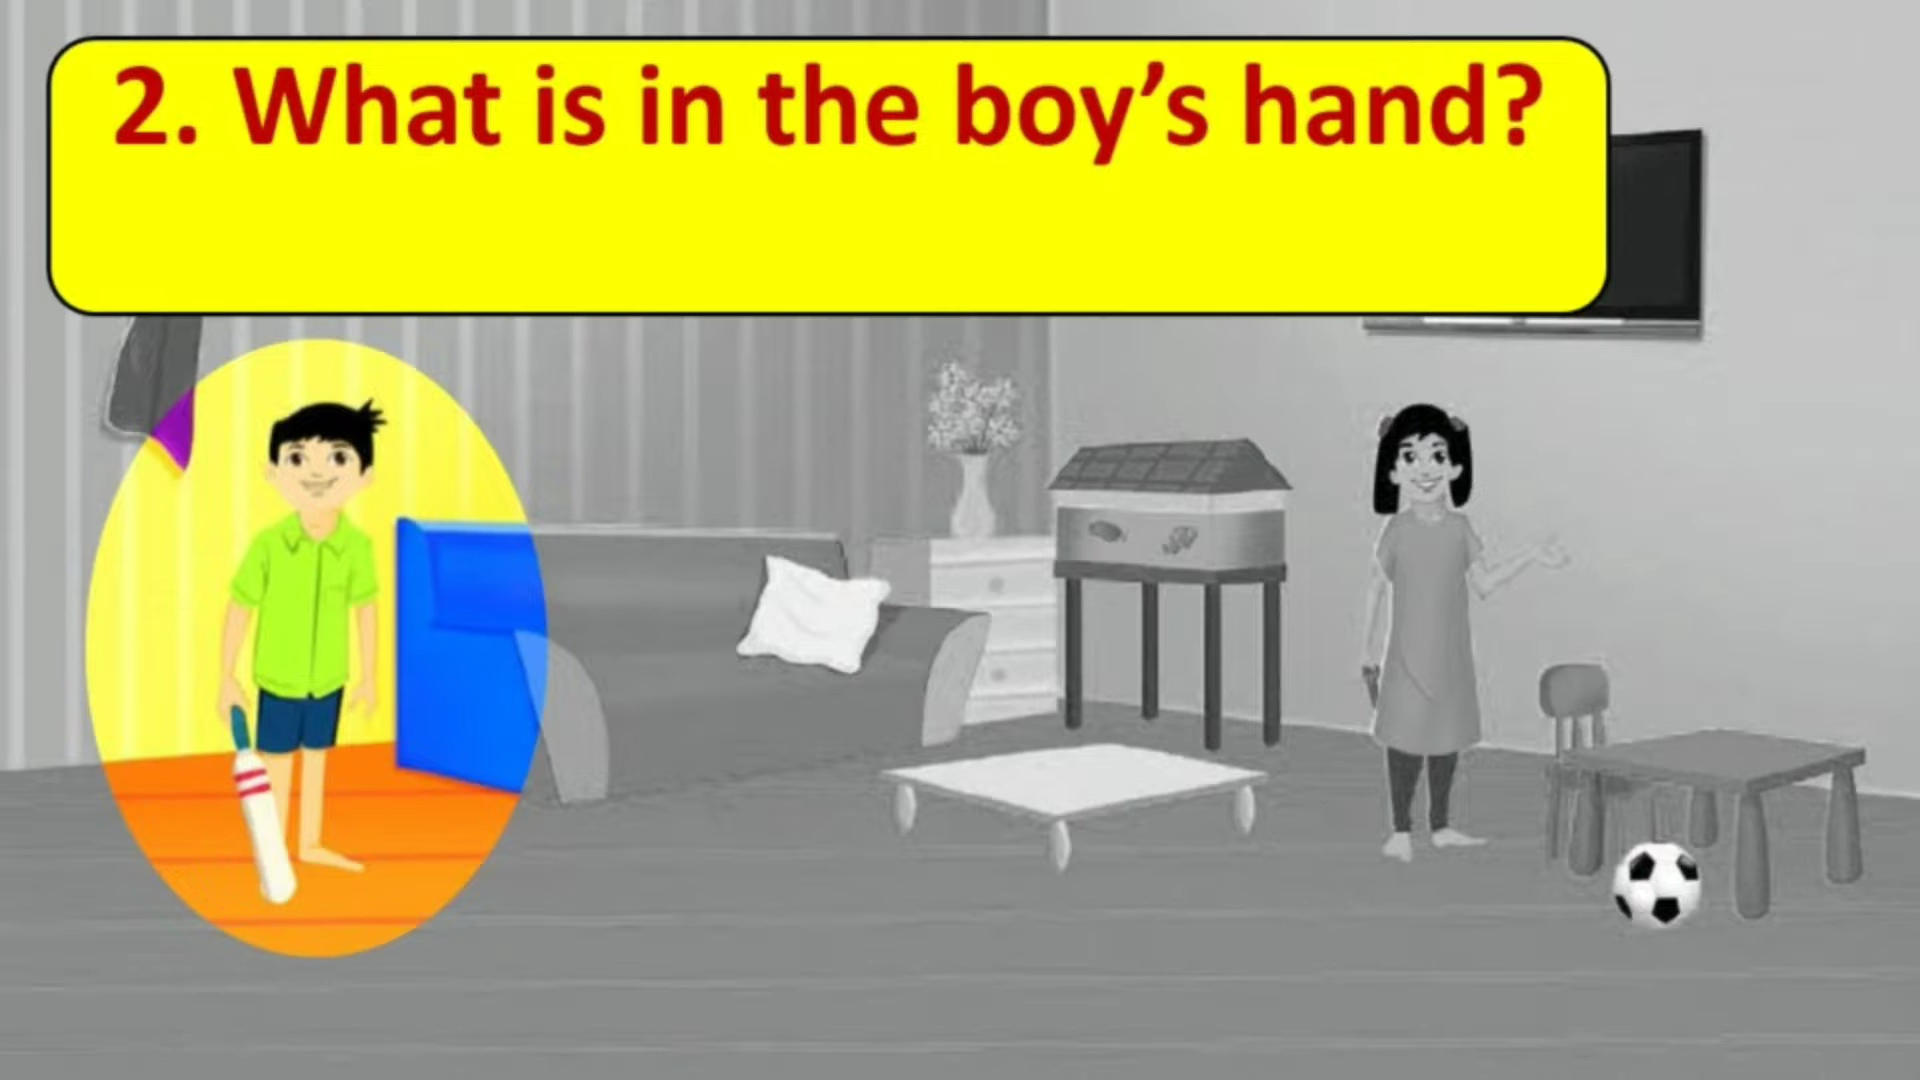 2. What is in the boy’s hand?